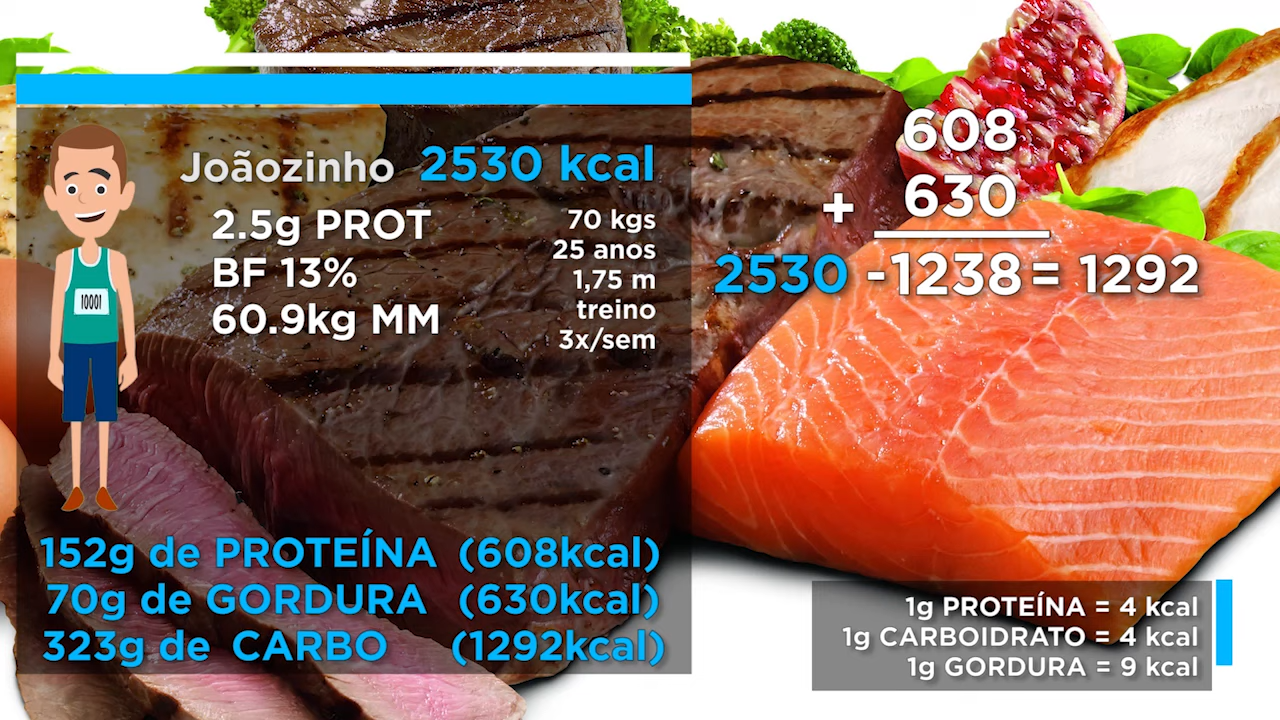 Joãozinho 2530 kcal
2.5g PROT
BF 13%
60.9kg MM
70 kgs
25 anos
1,75 m
treino
3x/sem
10001
152g de PROTEÍNA (608kcal)
70g de GORDURA (630kcal)
323g de CARBO (1292kcal)
608
+ 630
2530 -1238 = 1292
1g PROTEÍNA = 4 kcal
1g CARBOIDRATO = 4 kcal
1g GORDURA = 9 kcal